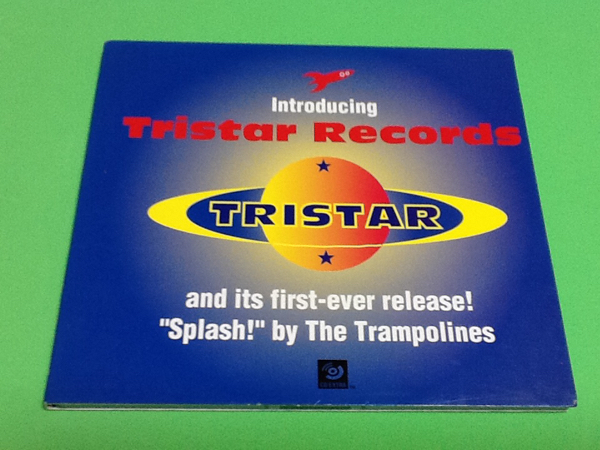 Introducing
Tristar Records
TRISTAR
and its first-ever release!
"Splash!" by The Trampolines